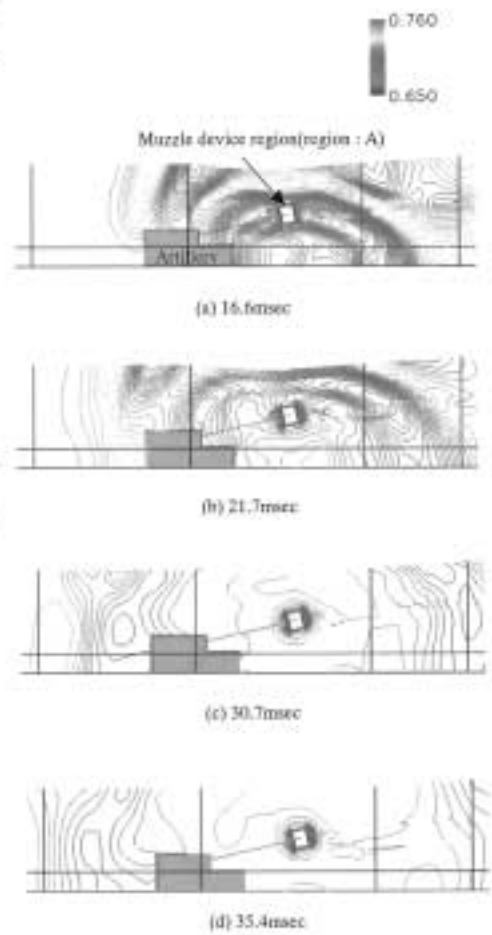 0.760
0.650
Muzzle device region(region : A)
Artillery
(a) 16.6msec
(b) 21.7msec
(c) 30.7msec
(d) 35.4msec